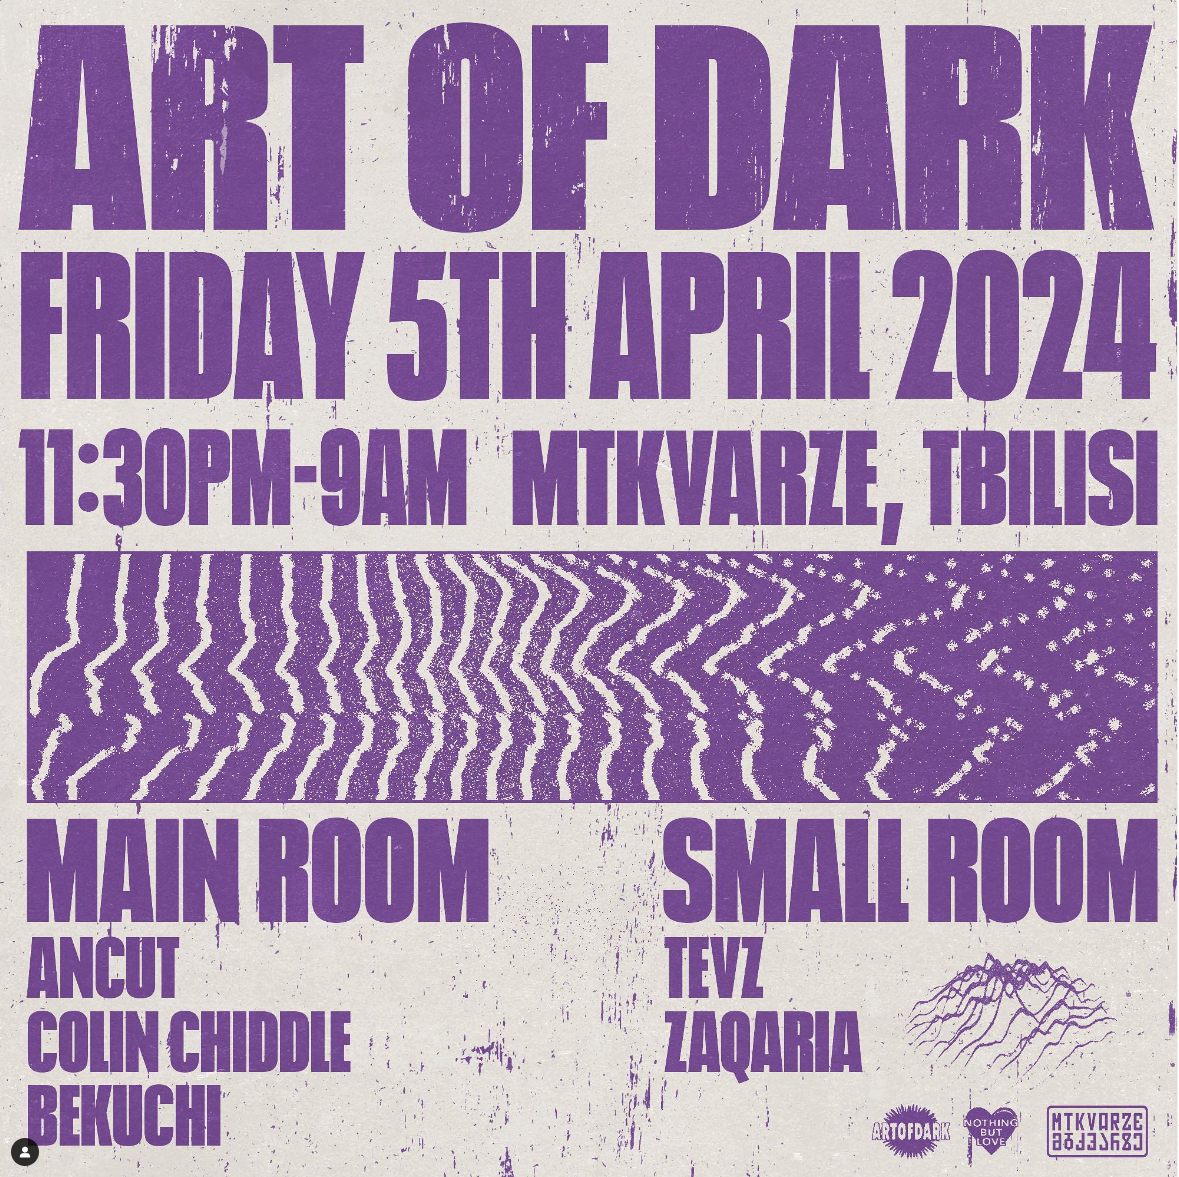 ART OF DARK
FRIDAY 5TH APRIL 2024
11:30PM-9AM MTKVARZE, TBILISI
MAIN ROOM
ANCUT
COLIN CHIDDLE
BEKUCHI
SMALL ROOM
TEVZ
ZAQARIA
ARTOFDARK
NOTHING
BUT
LOVE
MTKVARZE